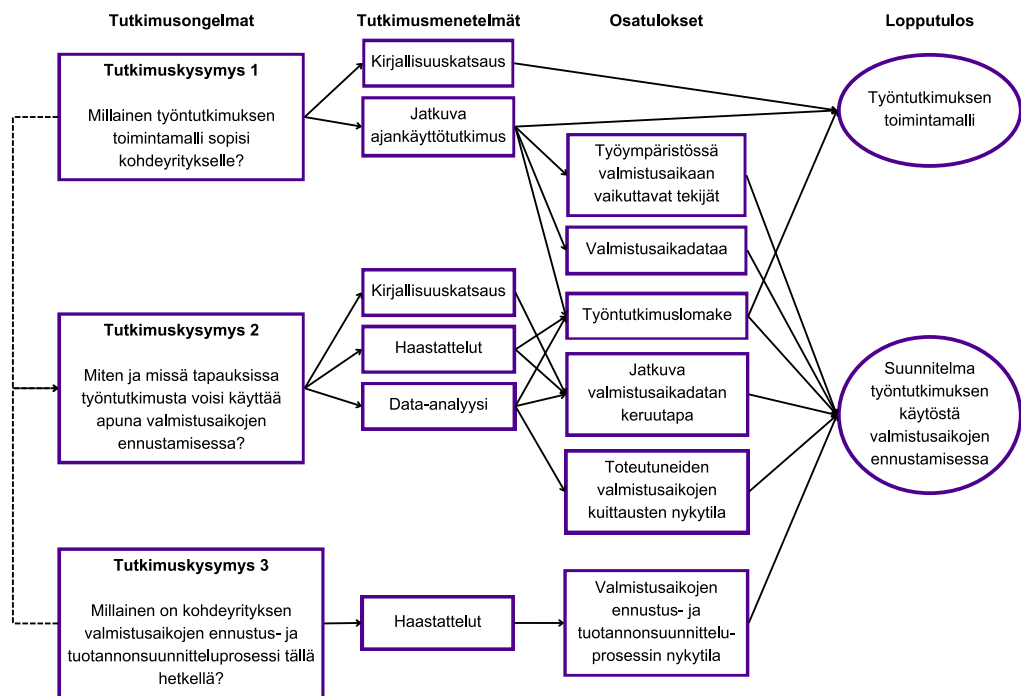 Tutkimusongelmat
Tutkimusmenetelmät
Osatulokset
Lopputulos
Tutkimuskysymys 1
Millainen työntutkimuksen
toimintamalli sopisi
kohdeyritykselle?
Kirjallisuuskatsaus
Jatkuva
ajankäyttötutkimus
Työntutkimuksen
toimintamalli
Työympäristössä
valmistusaikaan
vaikuttavat tekijät
Valmistusaikadataa
Tutkimuskysymys 2
Miten ja missä tapauksissa
työntutkimusta voisi käyttää
apuna valmistusaikojen
ennustamisessa?
Kirjallisuuskatsaus
Haastattelut
Data-analyysi
Työntutkimuslomake
Jatkuva
valmistusaikadatan
keruutapa
Toteutuneiden
valmistusaikojen
kuittausten nykytila
Suunnitelma
työntutkimuksen
käytöstä
valmistusaikojen
ennustamisessa
Tutkimuskysymys 3
Millainen on kohdeyrityksen
valmistusaikojen ennustus- ja
tuotannonsuunnitteluprosessi tällä
hetkellä?
Haastattelut
Valmistusaikojen
ennustus- ja
tuotannonsuunnittelu-
prosessin nykytila